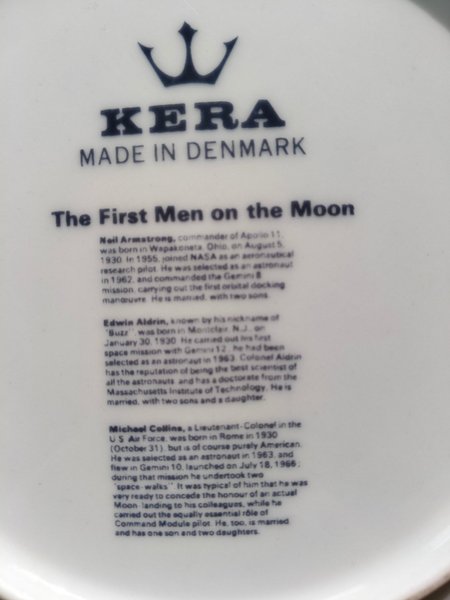 KERA
MADE IN DENMARK
The First Men on the Moon
Neil Armstrong, commander of Apollo 11,
was born in Wapakoneta, Ohio, on August 5,
1930. In 1955, joined NASA as an aeronautical
research pilot. He was selected as an astronaut
in 1962, and commanded the Gemini 8
mission, carrying out the first orbital docking
manœuvre. He is married, with two sons.
Edwin Aldrin, known by his nickname of
"Buzz", was born in Montclair, N.J., on
January 30, 1930. He carried out his first
space mission with Gemini 12; he had been
selected as an astronaut in 1963. Colonel Aldrin
has the reputation of being the best scientist of
all the astronauts, and has a doctorate from the
Massachusetts Institute of Technology. He is
married, with two sons and a daughter.
Michael Collins, a Lieutenant-Colonel in the
U.S. Air Force, was born in Rome in 1930
(October 31), but is of course purely American.
He was selected as an astronaut in 1963, and
flew in Gemini 10, launched on July 18, 1966;
during that mission he undertook two
"space-walks". It was typical of him that he was
very ready to concede the honour of an actual
Moon-landing to his colleagues, while he
carried out the equally essential rôle of
Command Module pilot. He, too, is married
and has one son and two daughters.